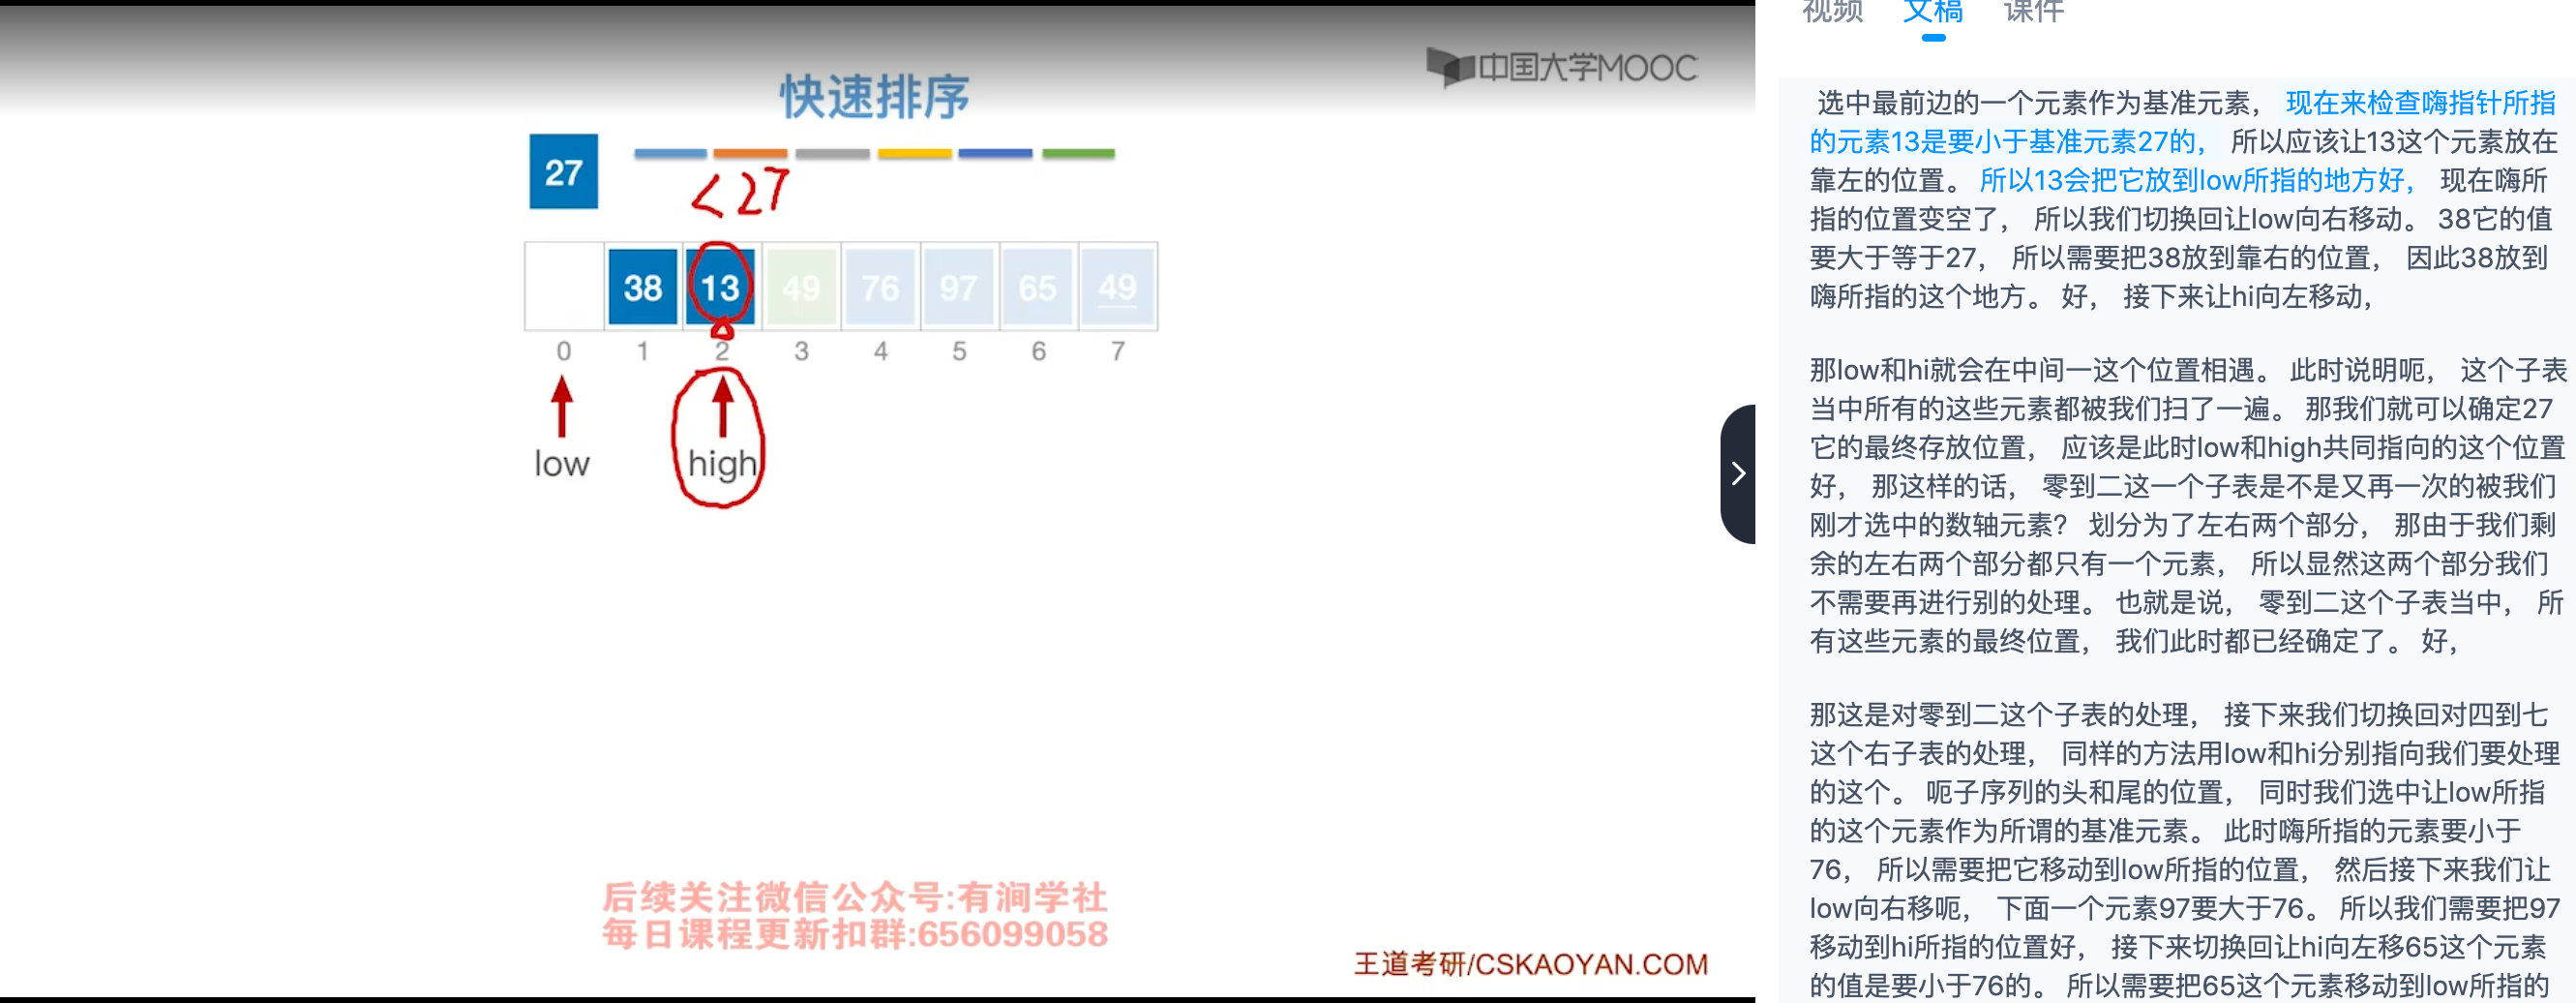 中国大学MOOC
快速排序
27
<27
38 13 49 76 97 65 49
0 1 2 3 4 5 6 7
low high
后续关注微信公众号:有涧学社
每日课程更新扣群:656099058
王道考研/CSKAOYAN.COM
视频 文稿 课件
选中最前边的一个元素作为基准元素， 现在来检查嗨指针所指
的元素13是要小于基准元素27的， 所以应该让13这个元素放在
靠左的位置。 所以13会把它放到low所指的地方好， 现在嗨所
指的位置变空了， 所以我们切换回让low向右移动。 38它的值
要大于等于27， 所以需要把38放到靠右的位置， 因此38放到
嗨所指的这个地方。 好， 接下来让hi向左移动，
那low和hi就会在中间一这个位置相遇。 此时说明呃， 这个子表
当中所有的这些元素都被我们扫了一遍。 那我们就可以确定27
它的最终存放位置， 应该是此时low和high共同指向的这个位置
好， 那这样的话， 零到二这一个子表是不是又再一次的被我们
刚才选中的数轴元素？ 划分为了左右两个部分， 那由于我们剩
余的左右两个部分都只有一个元素， 所以显然这两个部分我们
不需要再进行别的处理。 也就是说， 零到二这个子表当中， 所
有这些元素的最终位置， 我们此时都已经确定了。 好，
那这是对零到二这个子表的处理， 接下来我们切换回对四到七
这个右子表的处理， 同样的方法用low和hi分别指向我们要处理
的这个。 呃子序列的头和尾的位置， 同时我们选中让low所指
的这个元素作为所谓的基准元素。 此时嗨所指的元素要小于
76， 所以需要把它移动到low所指的位置， 然后接下来我们让
low向右移呃， 下面一个元素97要大于76。 所以我们需要把97
移动到hi所指的位置好， 接下来切换回让hi向左移65这个元素
的值是要小于76的。 所以需要把65这个元素移动到low所指的